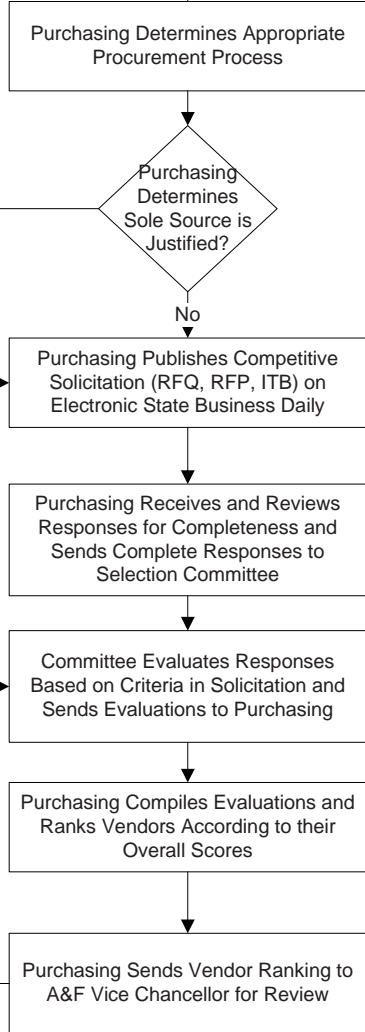 Purchasing Determines Appropriate
Procurement Process
Purchasing
Determines
Sole Source is
Justified?
No
Purchasing Publishes Competitive
Solicitation (RFQ, RFP, ITB) on
Electronic State Business Daily
Purchasing Receives and Reviews
Responses for Completeness and
Sends Complete Responses to
Selection Committee
Committee Evaluates Responses
Based on Criteria in Solicitation and
Sends Evaluations to Purchasing
Purchasing Compiles Evaluations and
Ranks Vendors According to their
Overall Scores
Purchasing Sends Vendor Ranking to
A&F Vice Chancellor for Review